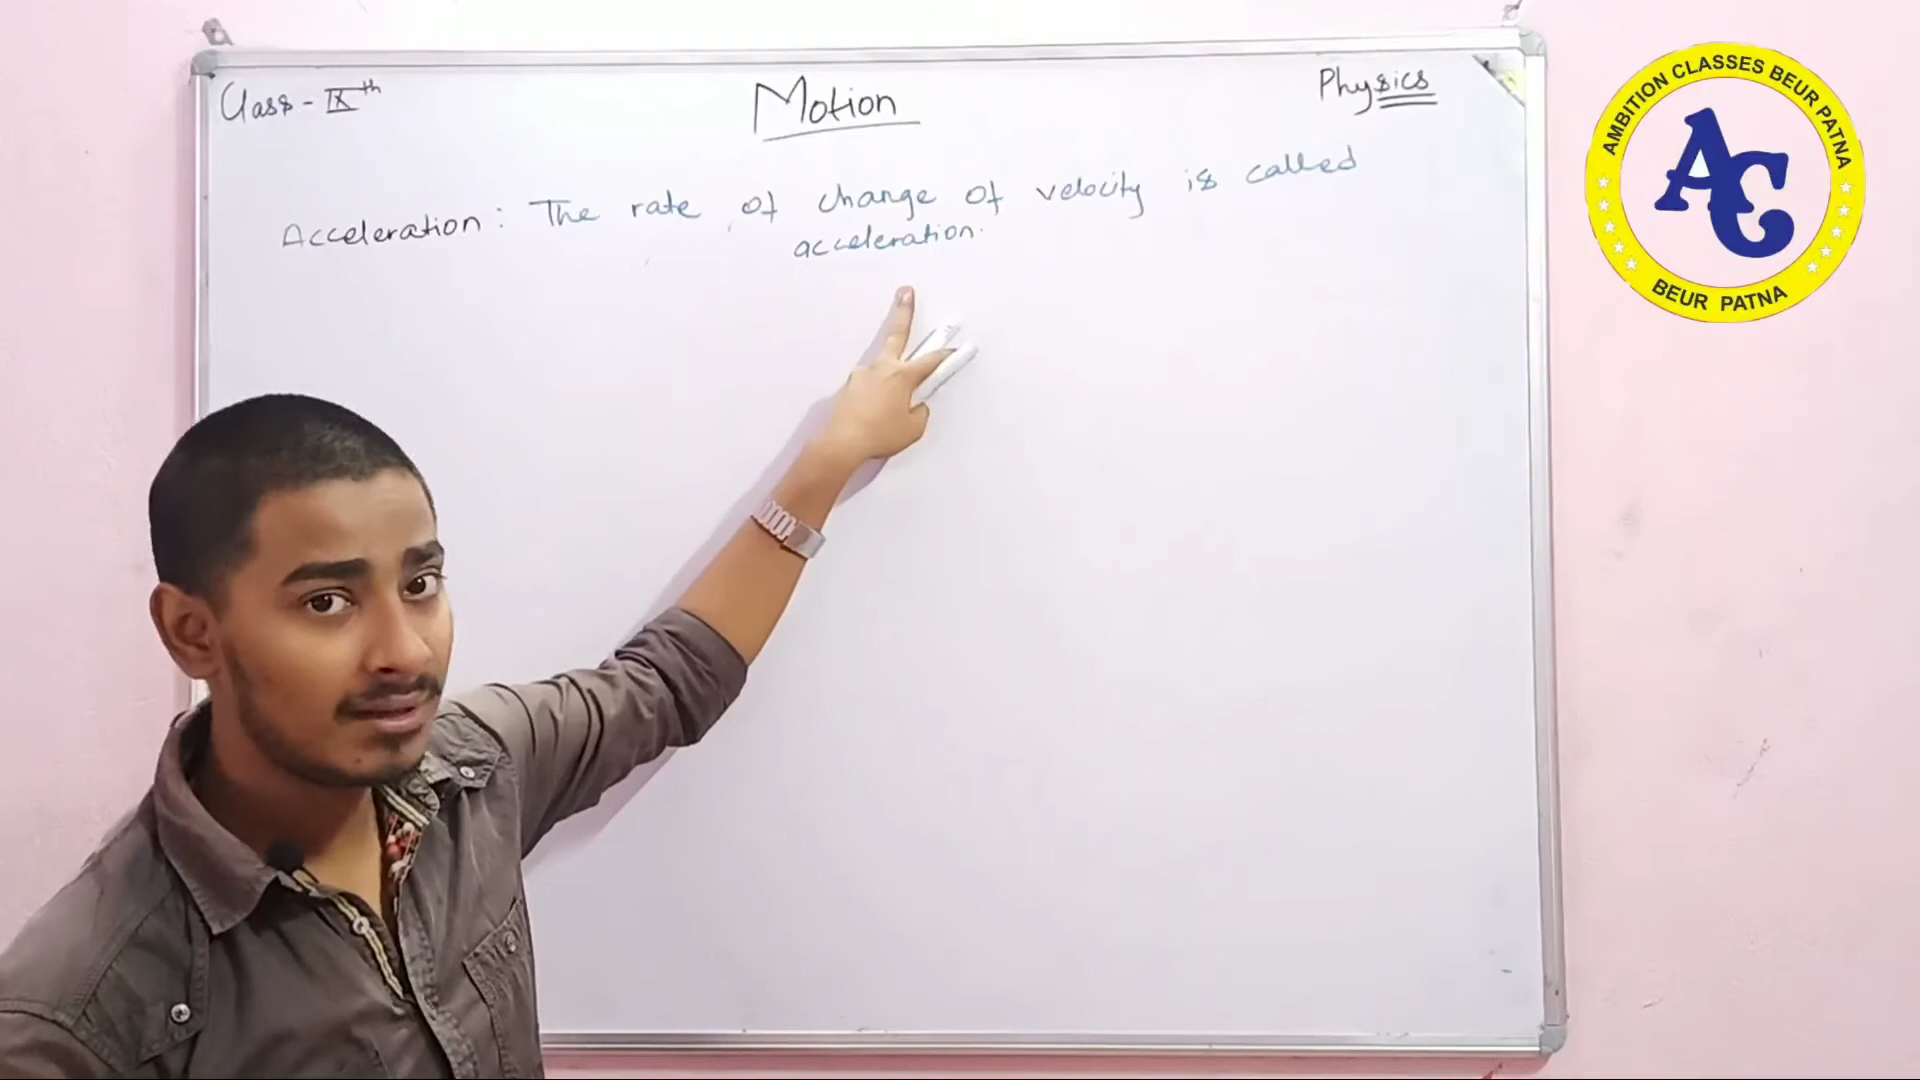 Class - IXth
Motion
Physics
Acceleration : The rate of change of velocity is called
acceleration.
AMBITION CLASSES BEUR PATNA
AC
BEUR PATNA